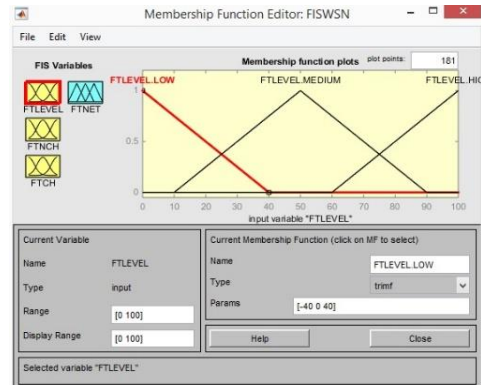 Membership Function Editor: FISWSN
File Edit View
FIS Variables
Membership function plots plot points: 181
FTLEVEL FTNET
FTNCH
FTCH
FTLEVEL.LOW FTLEVEL.MEDIUM FTLEVEL.HIG
1
0.5
0
0 10 20 30 40 50 60 70 80 90 100
input variable "FTLEVEL"
Current Variable
Name FTLEVEL
Type input
Range [0 100]
Display Range [0 100]
Current Membership Function (click on MF to select)
Name FTLEVEL.LOW
Type trimf
Params [-40 0 40]
Help Close
Selected variable "FTLEVEL"